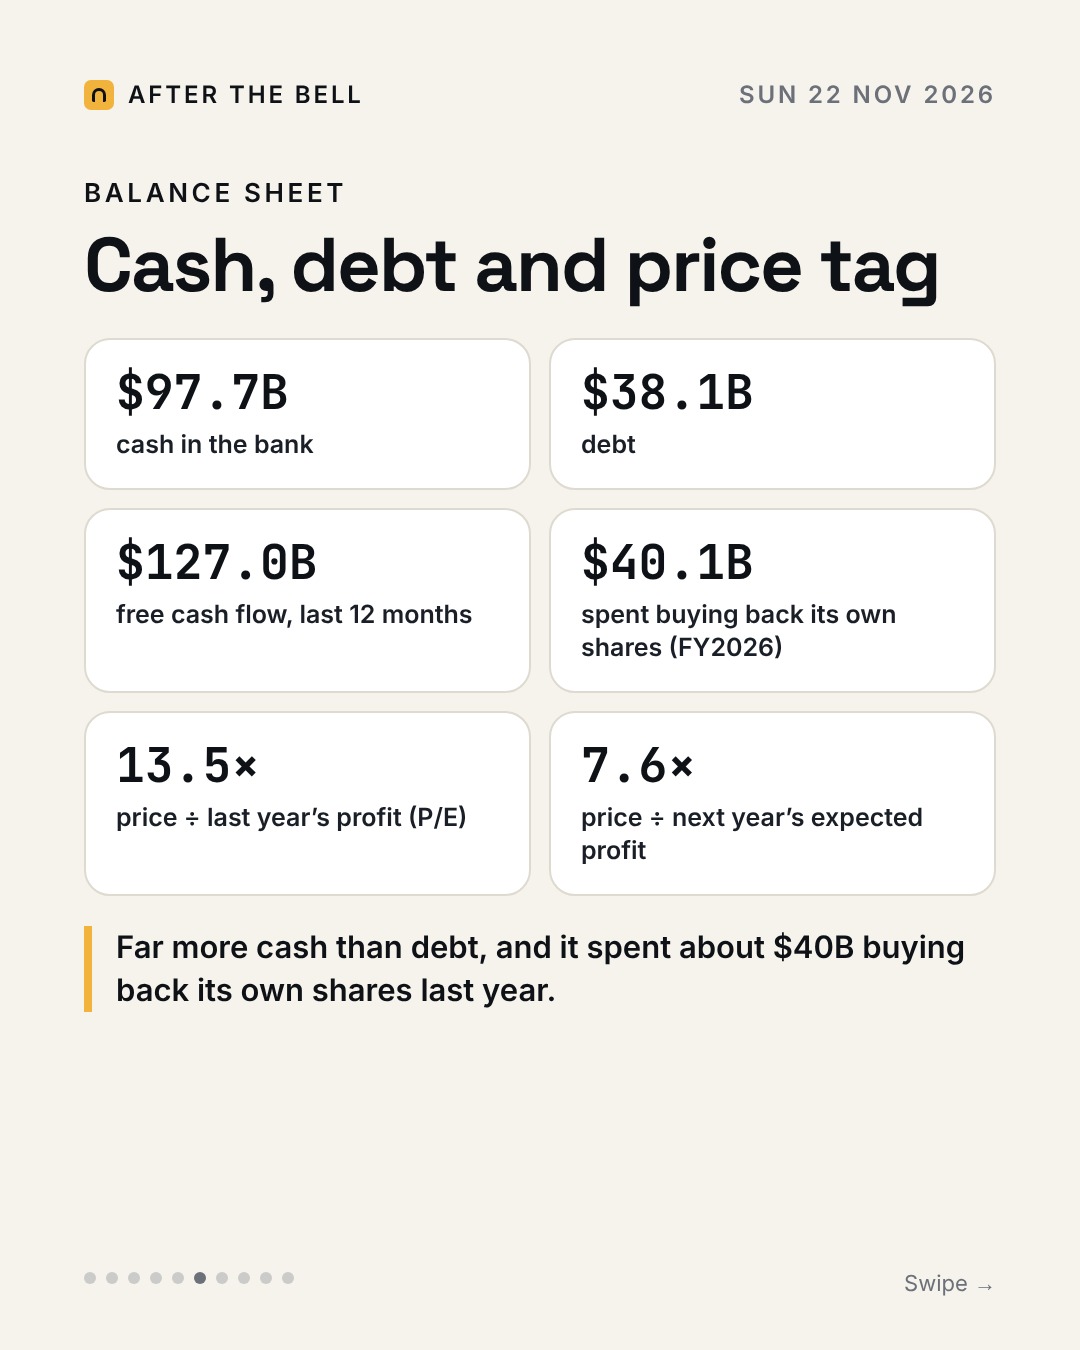 AFTER THE BELL
SUN 22 NOV 2026
BALANCE SHEET
Cash, debt and price tag
$97.7B
cash in the bank
$38.1B
debt
$127.0B
free cash flow, last 12 months
$40.1B
spent buying back its own
shares (FY2026)
13.5×
price ÷ last year’s profit (P/E)
7.6×
price ÷ next year’s expected
profit
Far more cash than debt, and it spent about $40B buying
back its own shares last year.
Swipe →